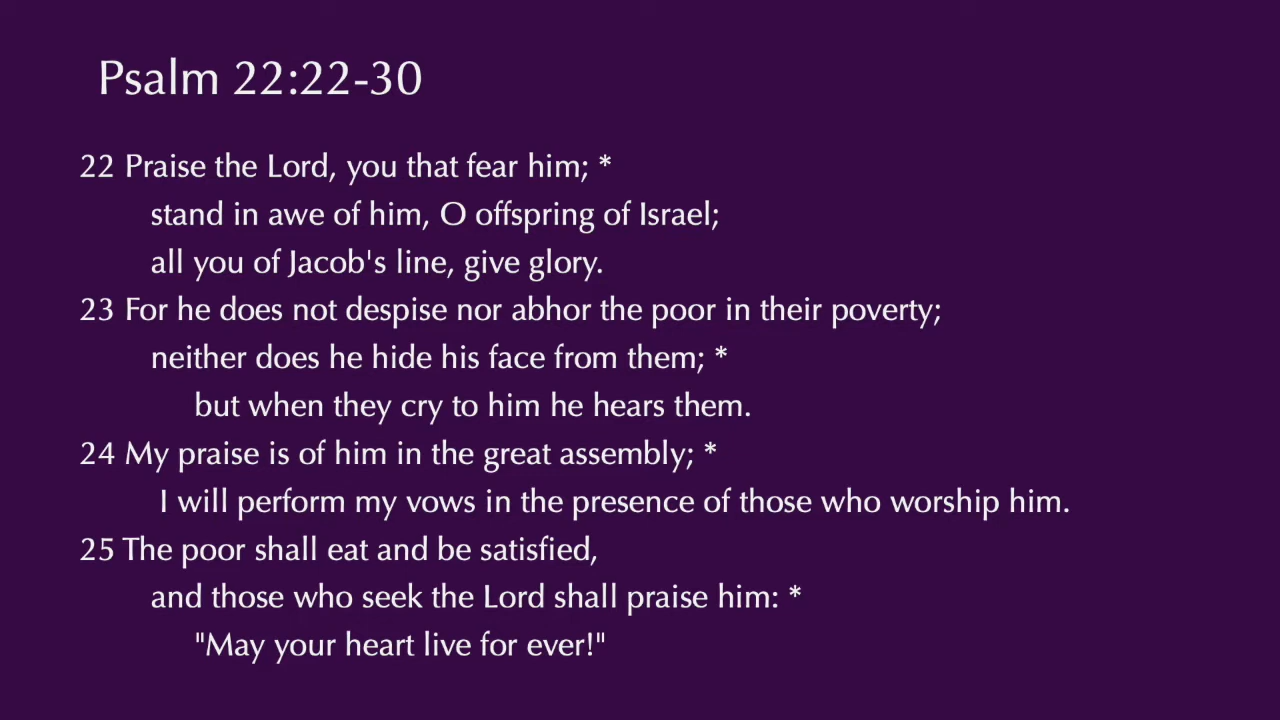 Psalm 22:22-30
22 Praise the Lord, you that fear him; *
stand in awe of him, O offspring of Israel;
all you of Jacob's line, give glory.
23 For he does not despise nor abhor the poor in their poverty;
neither does he hide his face from them; *
but when they cry to him he hears them.
24 My praise is of him in the great assembly; *
I will perform my vows in the presence of those who worship him.
25 The poor shall eat and be satisfied,
and those who seek the Lord shall praise him: *
"May your heart live for ever!"